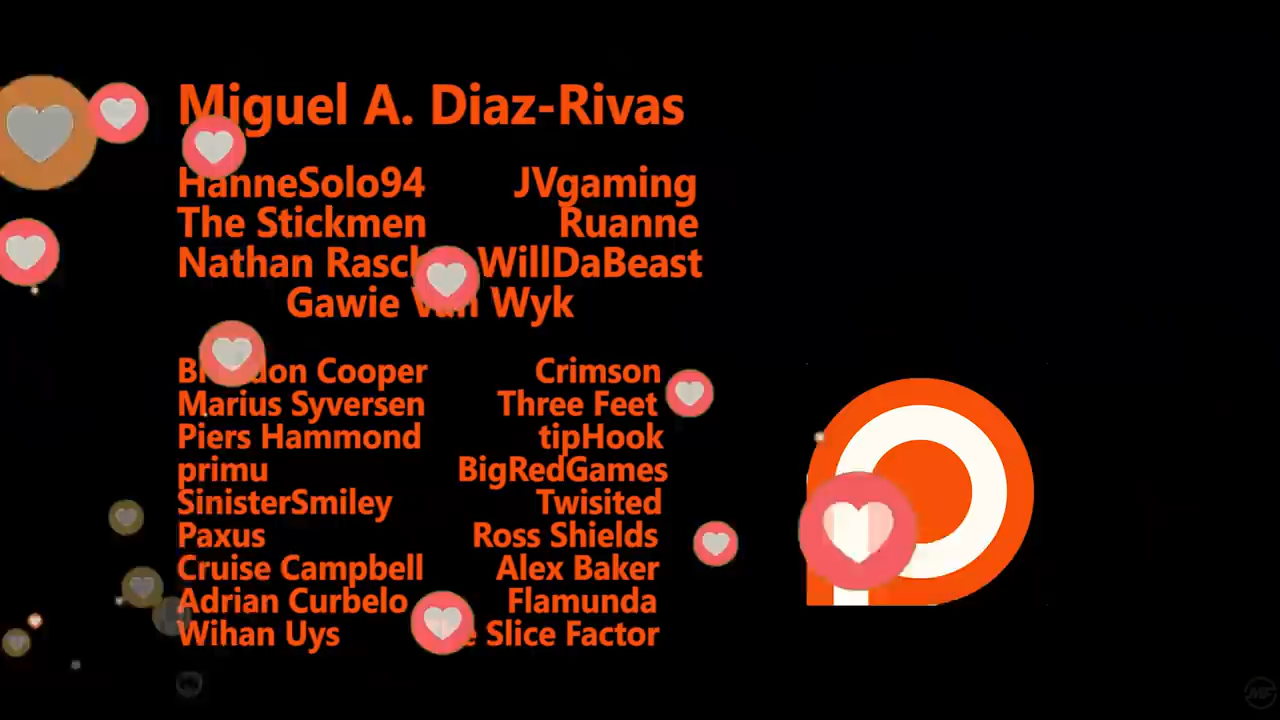 Miguel A. Diaz-Rivas
HanneSolo94 JVgaming
The Stickmen Ruanne
Nathan WillDaBeast
Gawie Wyk
Cooper Crimson
Marius Syversen Three Feet
Piers Hammond tipHook
primu BigRedGames
SinisterSmiley Twisited
Paxus Ross Shields
Cruise Campbell Alex Baker
Adrian Curbelo Flamunda
Wihan Uys Slice Factor